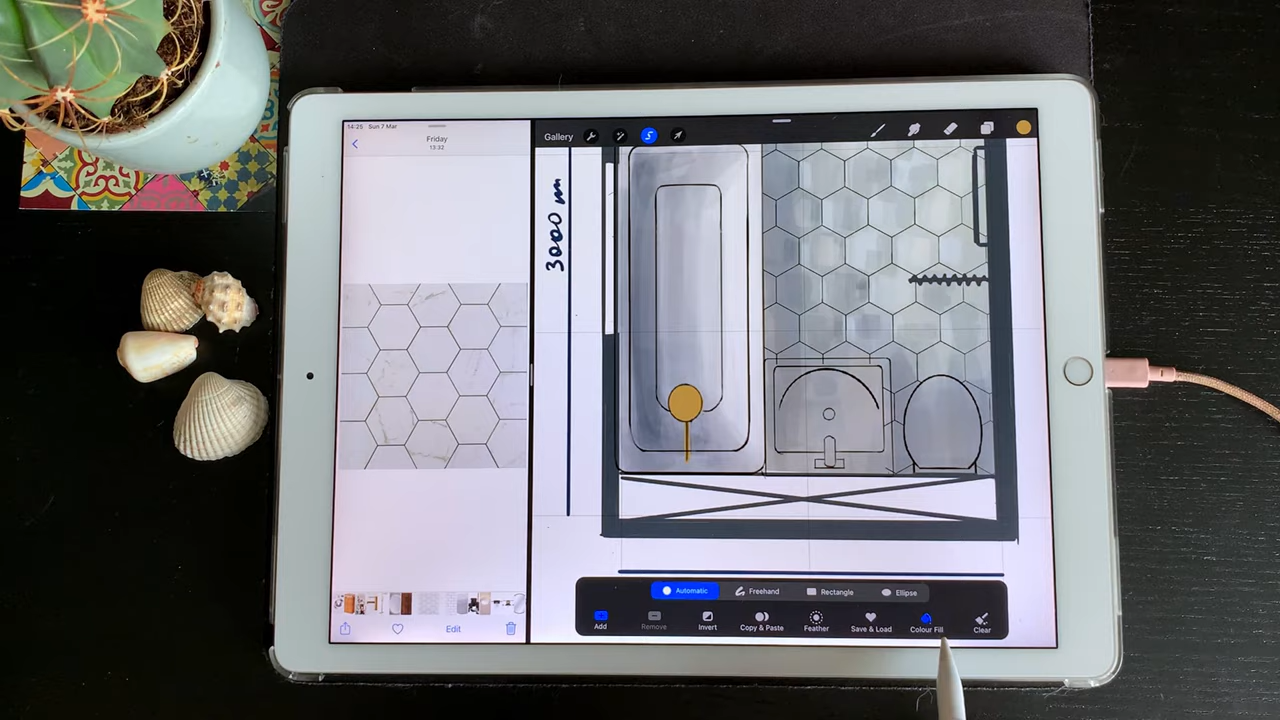 14:25 Sun 7 Mar
Friday
13:32
Edit
Gallery
3000 m
Automatic
Freehand
Rectangle
Ellipse
Add
Remove
Invert
Copy & Paste
Feather
Save & Load
Colour Fill
Clear